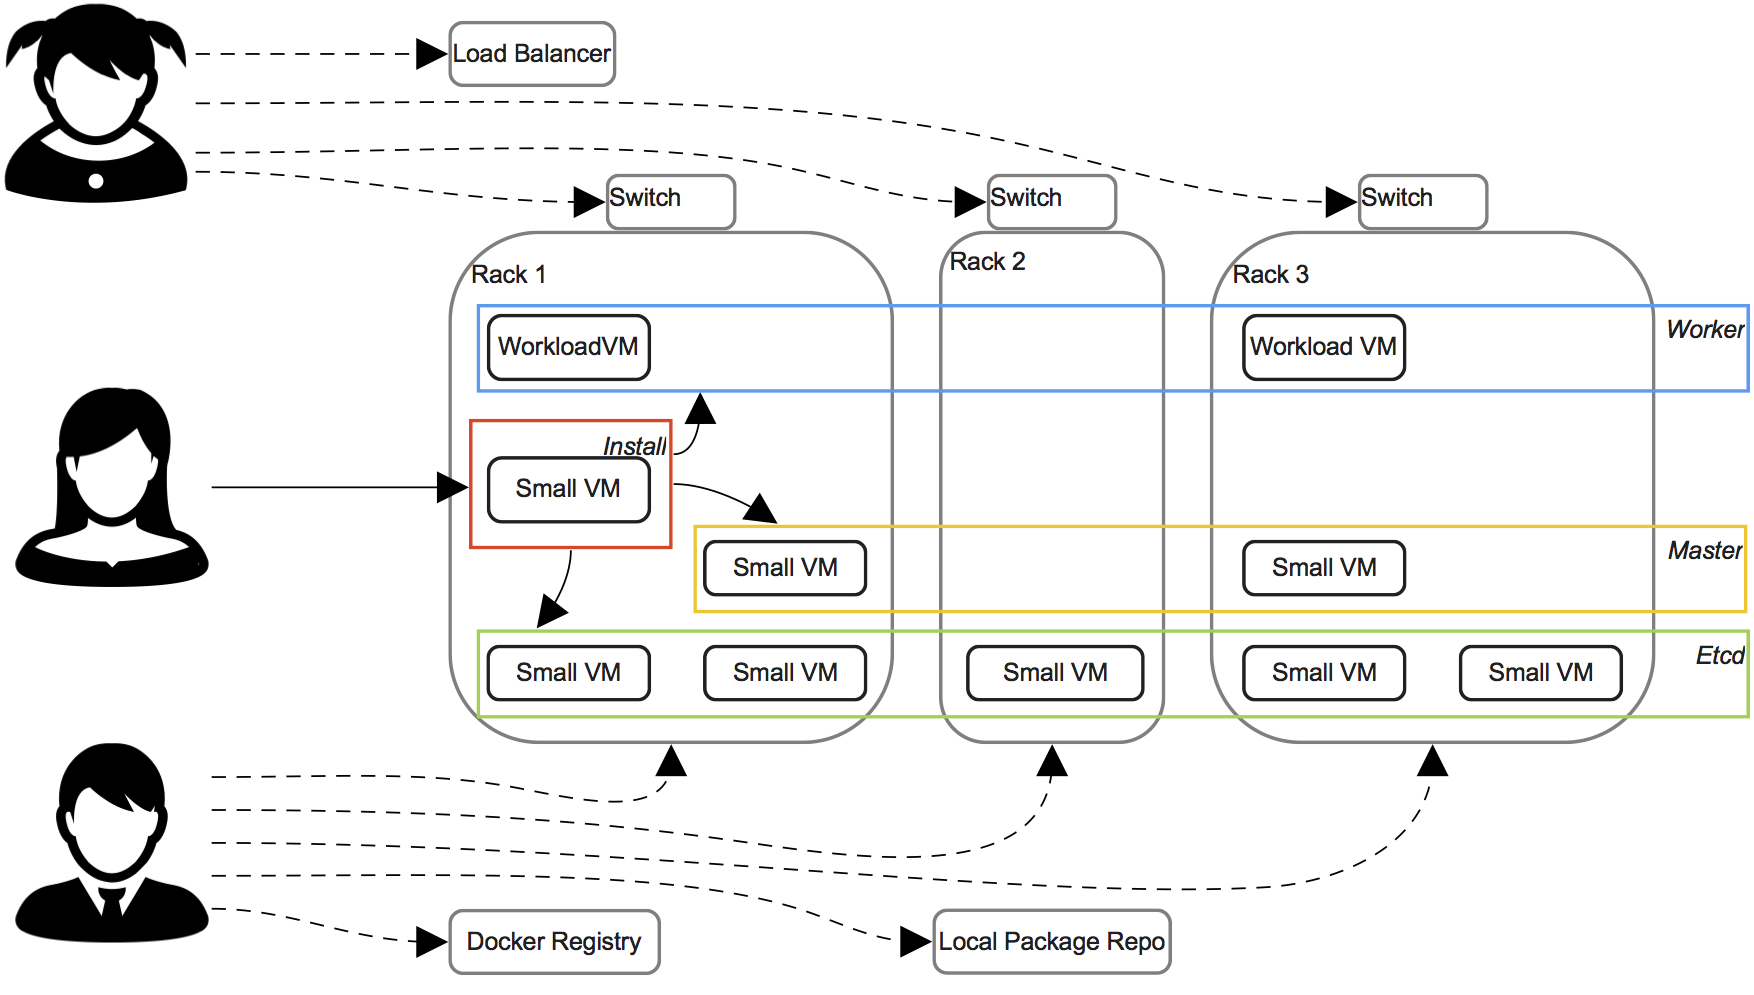 Load Balancer
Switch
Switch
Switch
Rack 1
Rack 2
Rack 3
WorkloadVM
Workload VM
Worker
Install
Small VM
Small VM
Small VM
Master
Small VM
Small VM
Small VM
Small VM
Small VM
Etcd
Docker Registry
Local Package Repo